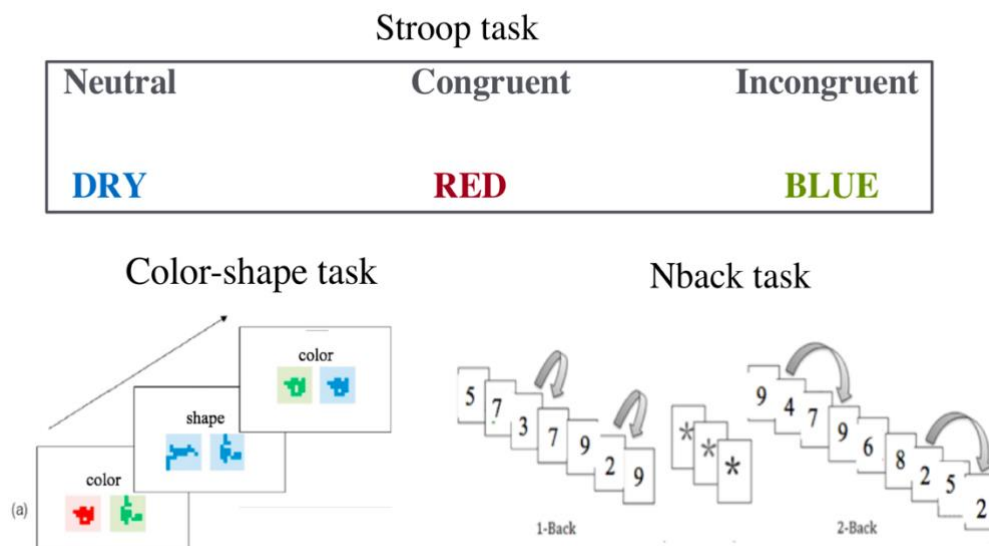 Stroop task
Neutral Congruent Incongruent
DRY RED BLUE
Color-shape task
Nback task
color
shape
color
(a)
5 7 3 7 9 2 9
* * *
9 4 7 9 6 8 2 5 2
1-Back
2-Back